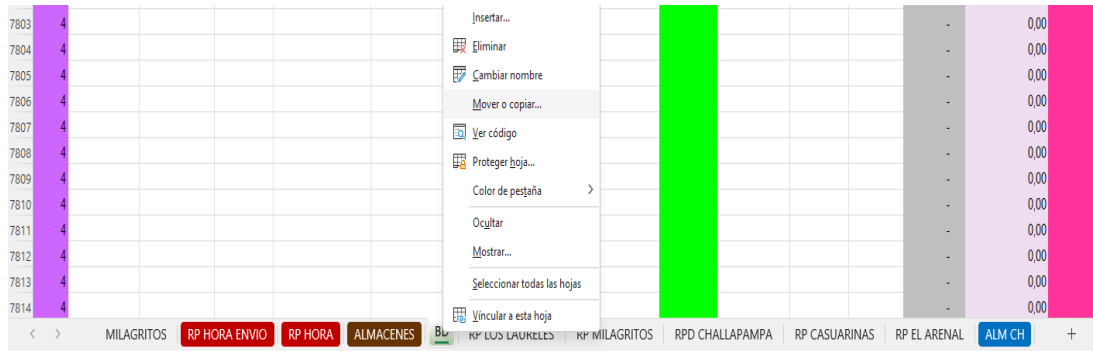 Insertar...
7803 4 - 0,00
7804 4 Eliminar - 0,00
7805 4 Cambiar nombre - 0,00
7806 4 Mover o copiar... - 0,00
7807 4 Ver código - 0,00
7808 4 Proteger hoja... - 0,00
7809 4 - 0,00
7810 4 Color de pestaña - 0,00
7811 4 Ocultar - 0,00
7812 4 Mostrar... - 0,00
7813 4 Seleccionar todas las hojas - 0,00
7814 4 Vincular a esta hoja - 0,00
< > MILAGRITOS RP HORA ENVIO RP HORA ALMACENES BD RP LOS LAURELES RP MILAGRITOS RPD CHALLAPAMPA RP CASUARINAS RP EL ARENAL ALM CH +